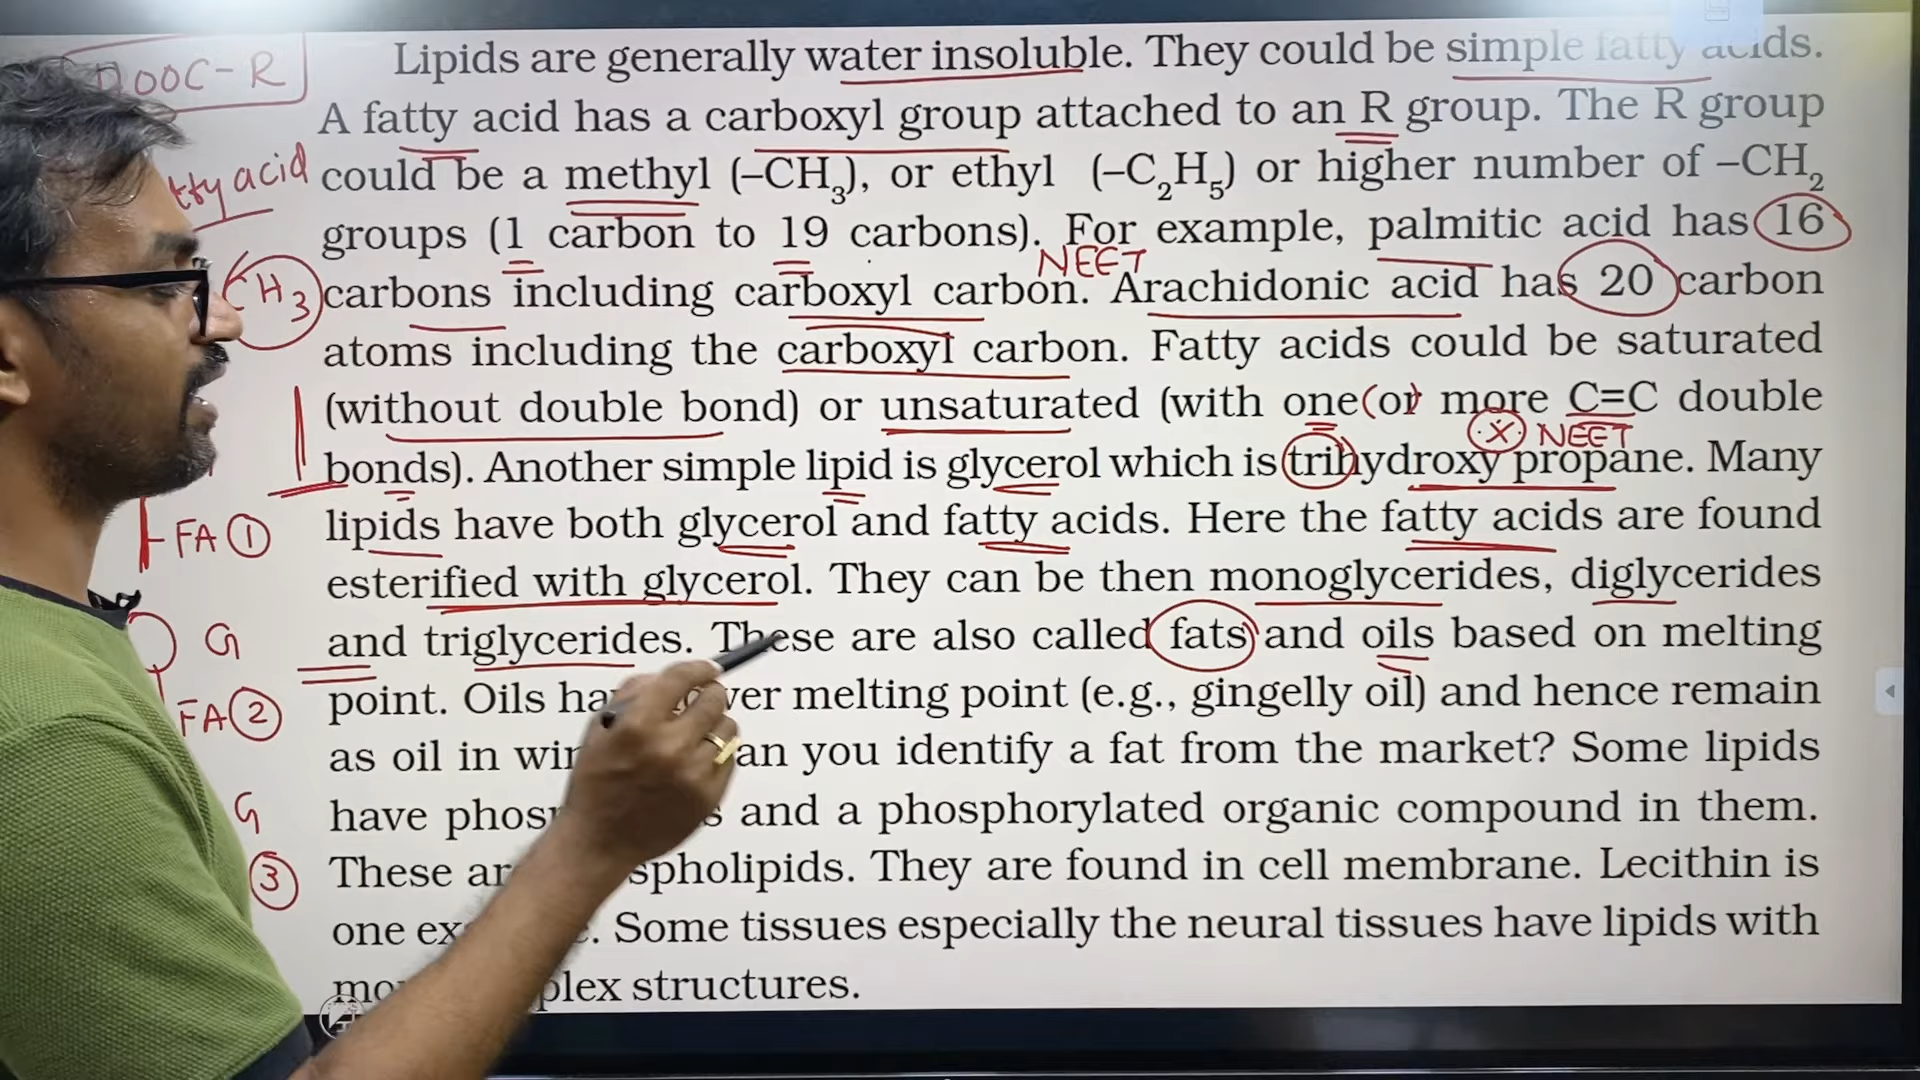 HOOC-R
Lipids are generally water insoluble. They could be simple fatty acids.
A fatty acid has a carboxyl group attached to an R group. The R group
could be a methyl (–CH3), or ethyl (–C2H5) or higher number of –CH2
tty acid
groups (1 carbon to 19 carbons). For example, palmitic acid has 16
NEET
CH3
carbons including carboxyl carbon. Arachidonic acid has 20 carbon
atoms including the carboxyl carbon. Fatty acids could be saturated
(without double bond) or unsaturated (with one (or) more C=C double
X NEET
bonds). Another simple lipid is glycerol which is trihydroxy propane. Many
lipids have both glycerol and fatty acids. Here the fatty acids are found
FA 1
esterified with glycerol. They can be then monoglycerides, diglycerides
G
and triglycerides. These are also called fats and oils based on melting
point. Oils ha ver melting point (e.g., gingelly oil) and hence remain
FA 2
as oil in win an you identify a fat from the market? Some lipids
G
have phos s and a phosphorylated organic compound in them.
3
These ar spholipids. They are found in cell membrane. Lecithin is
one ex e. Some tissues especially the neural tissues have lipids with
mo plex structures.